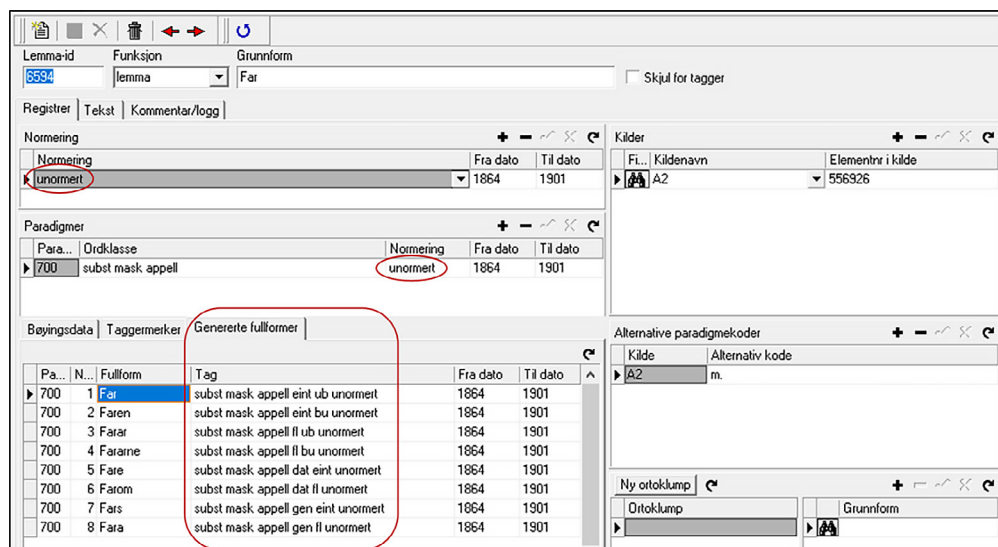 Lemma-id Funksjon Grunnform
6594 lemma Far Skjul for tagger
Registrer Tekst Kommentar/logg
Normering
Normering Fra dato Til dato
unormert 1864 1901
Kilder
Fi... Kildenavn Elementnr i kilde
A2 556926
Paradigmer
Para... Ordklasse Normering Fra dato Til dato
700 subst mask appell unormert 1864 1901
Bøyingsdata Taggermerker Genererte fullformer
Pa... N... Fullform Tag Fra dato Til dato
700 1 Far subst mask appell eint ub unormert 1864 1901
700 2 Faren subst mask appell eint bu unormert 1864 1901
700 3 Farar subst mask appell fl ub unormert 1864 1901
700 4 Fararne subst mask appell fl bu unormert 1864 1901
700 5 Fare subst mask appell dat eint unormert 1864 1901
700 6 Farom subst mask appell dat fl unormert 1864 1901
700 7 Fars subst mask appell gen eint unormert 1864 1901
700 8 Fara subst mask appell gen fl unormert 1864 1901
Alternative paradigmekoder
Kilde Alternativ kode
A2 m.
Ny ortoklump
Ortoklump Grunnform